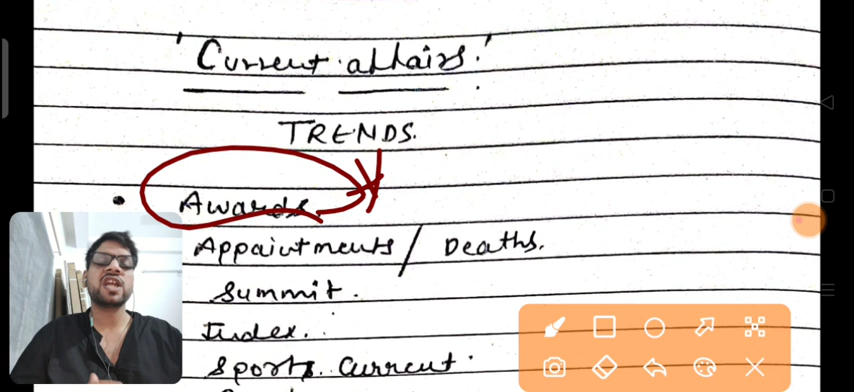 'Current affairs.'
TRENDS.
Awards
Appointments / Deaths.
Summit.
Index.
Sports Current.